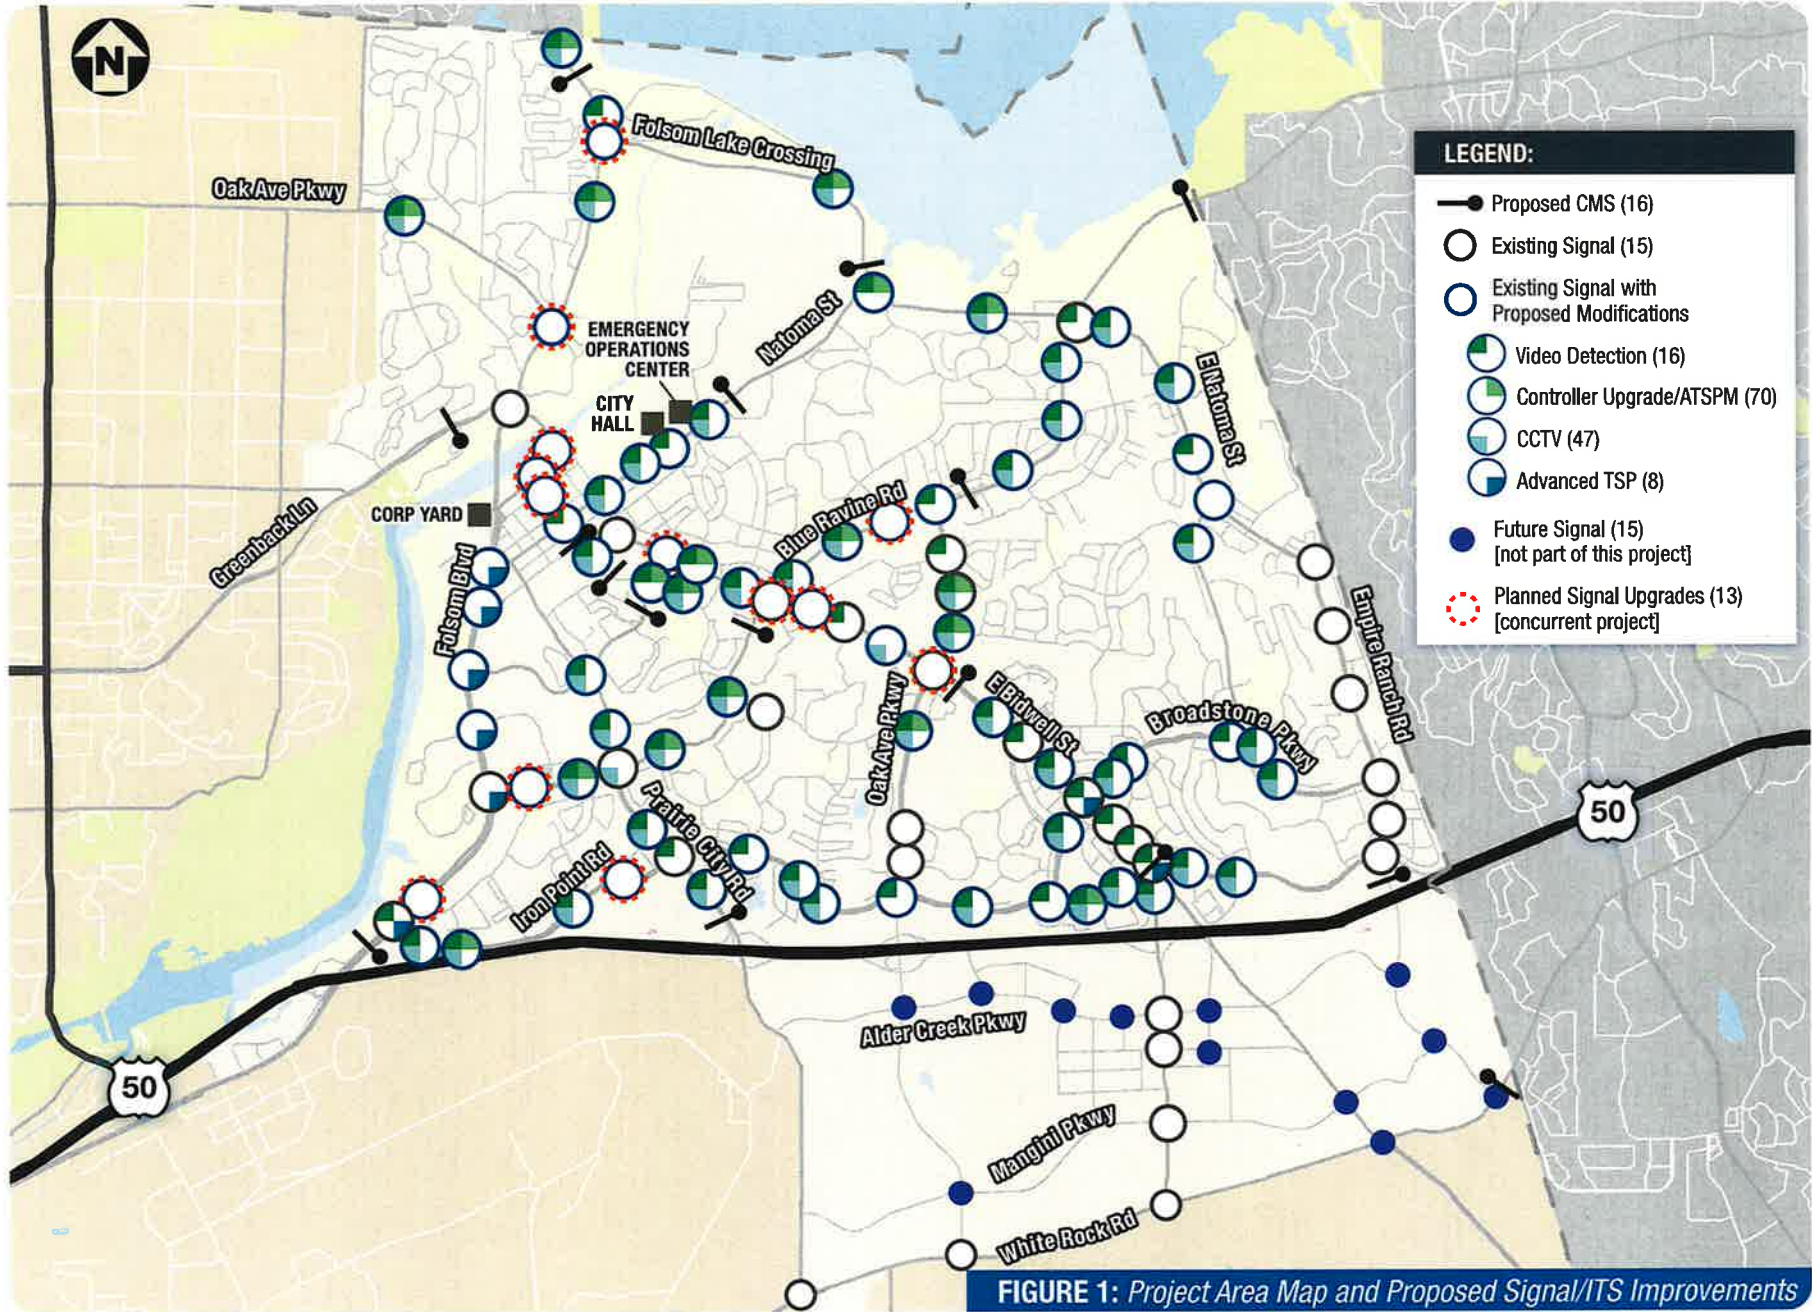 N
Folsom Lake Crossing
Oak Ave Pkwy
LEGEND:
Proposed CMS (16)
Existing Signal (15)
Existing Signal with
Proposed Modifications
Video Detection (16)
Controller Upgrade/ATSPM (70)
CCTV (47)
Advanced TSP (8)
Future Signal (15)
[not part of this project]
Planned Signal Upgrades (13)
[concurrent project]
Natoma St
EMERGENCY
OPERATIONS
CENTER
CITY
HALL
E Natoma St
CORP YARD
Greenback Ln
Blue Ravine Rd
Folsom Blvd
Empire Ranch Rd
Oak Ave Pkwy
E Bidwell St
Broadstone Pkwy
Prairie City Rd
Iron Point Rd
50
Alder Creek Pkwy
50
Mangini Pkwy
White Rock Rd
FIGURE 1: Project Area Map and Proposed Signal/ITS Improvements